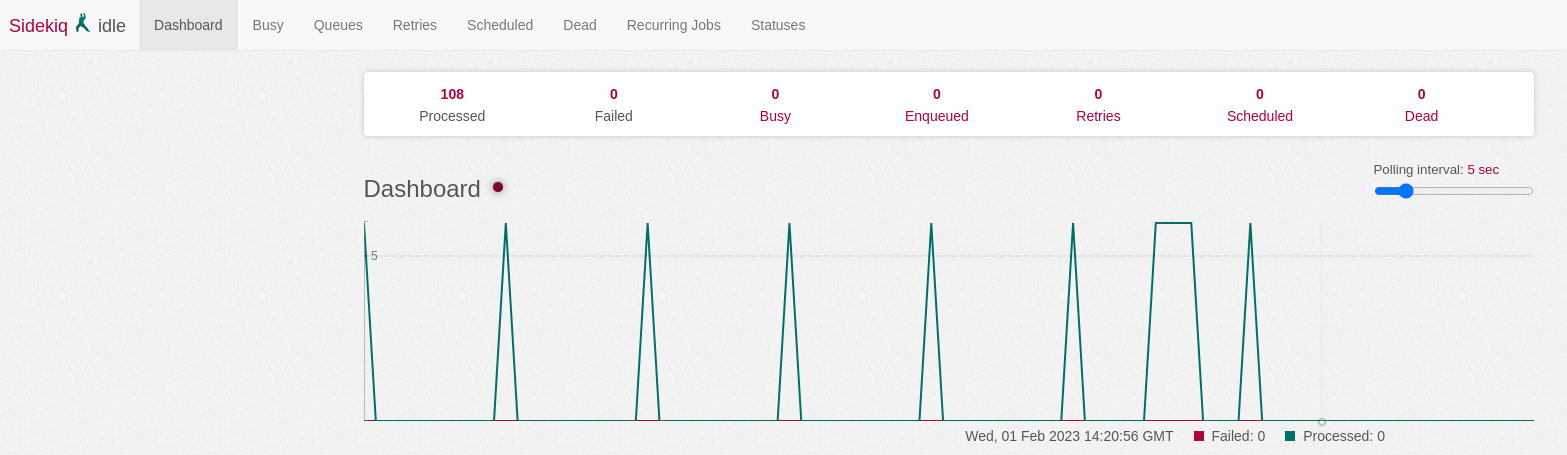 Sidekiq idle Dashboard Busy Queues Retries Scheduled Dead Recurring Jobs Statuses
108 0 0 0 0 0 0
Processed Failed Busy Enqueued Retries Scheduled Dead
Polling interval: 5 sec
Dashboard
5
Wed, 01 Feb 2023 14:20:56 GMT Failed: 0 Processed: 0